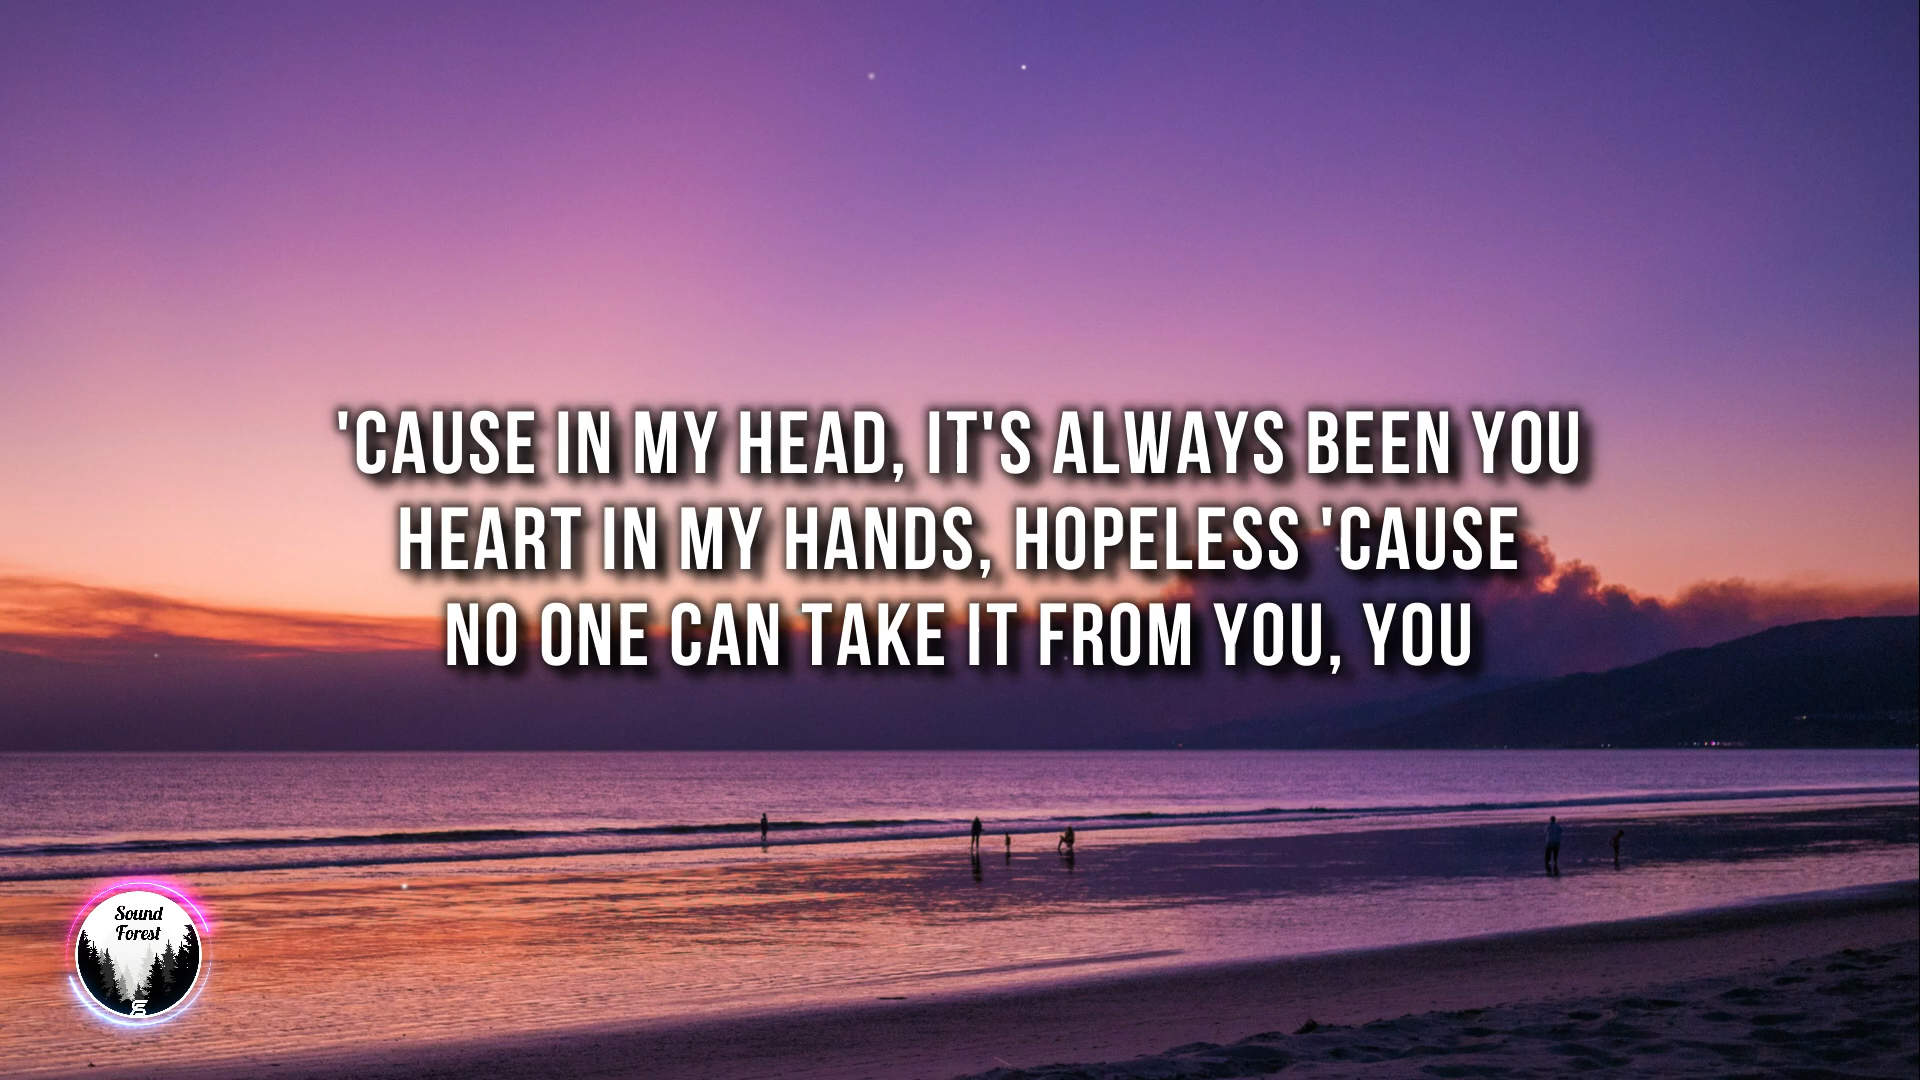 'CAUSE IN MY HEAD, IT'S ALWAYS BEEN YOU
HEART IN MY HANDS, HOPELESS 'CAUSE
NO ONE CAN TAKE IT FROM YOU, YOU
Sound
Forest